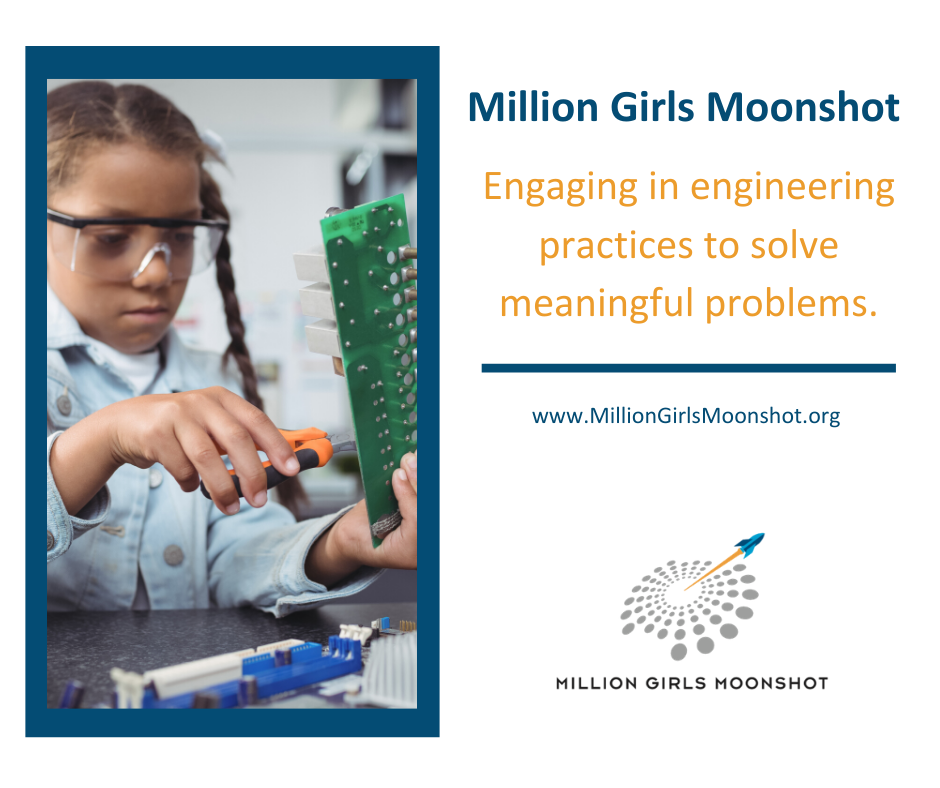 Million Girls Moonshot
Engaging in engineering
practices to solve
meaningful problems.
www.MillionGirlsMoonshot.org
MILLION GIRLS MOONSHOT